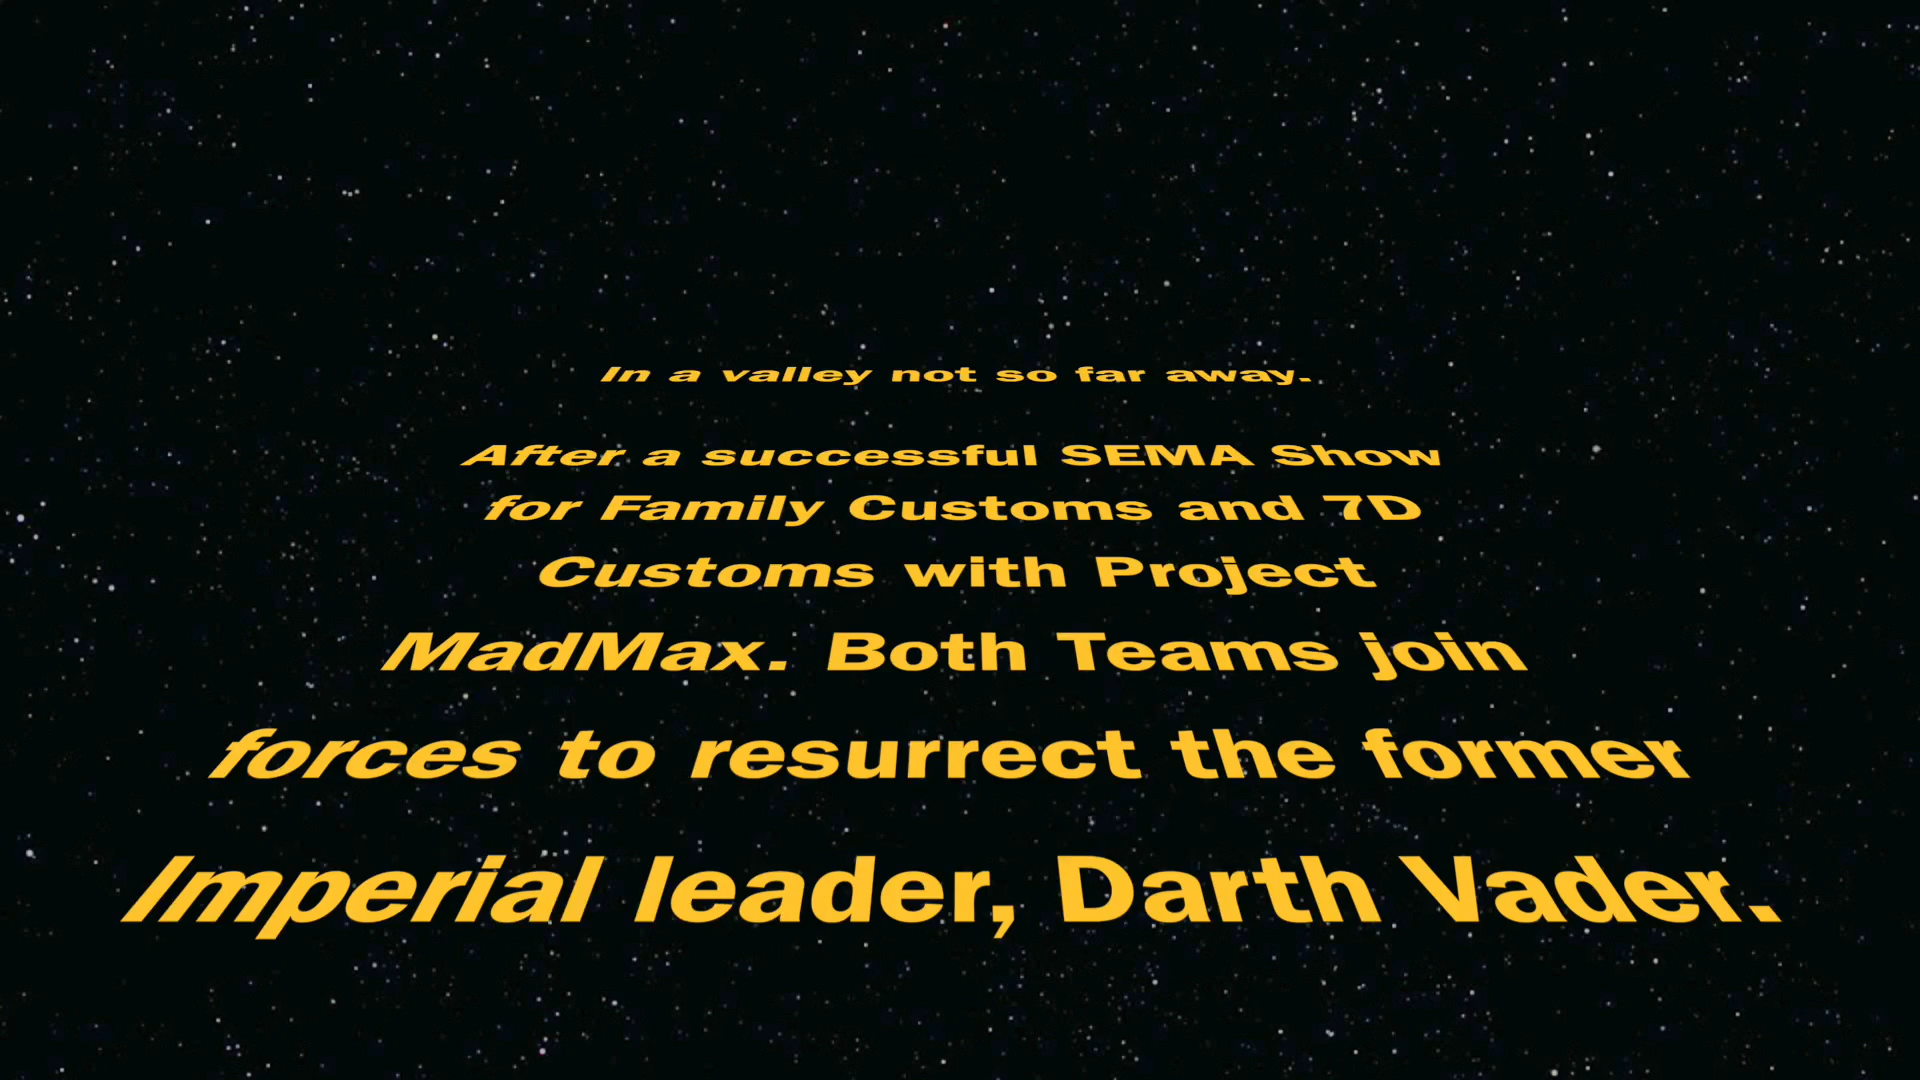 In a valley not so far away.
After a successful SEMA Show
for Family Customs and 7D
Customs with Project
MadMax. Both Teams join
forces to resurrect the former
Imperial leader, Darth Vader.